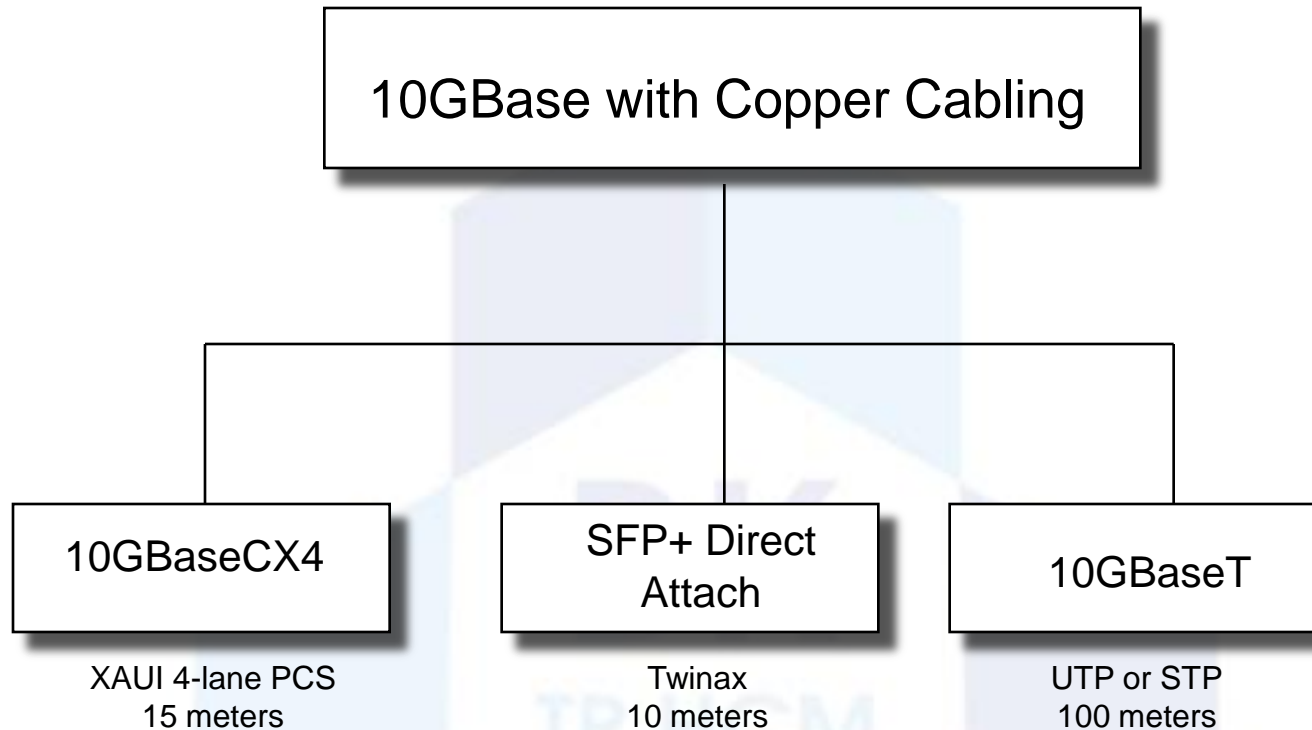 10GBase with Copper Cabling
10GBaseCX4
SFP+ Direct
Attach
10GBaseT
XAUI 4-lane PCS
15 meters
Twinax
10 meters
UTP or STP
100 meters